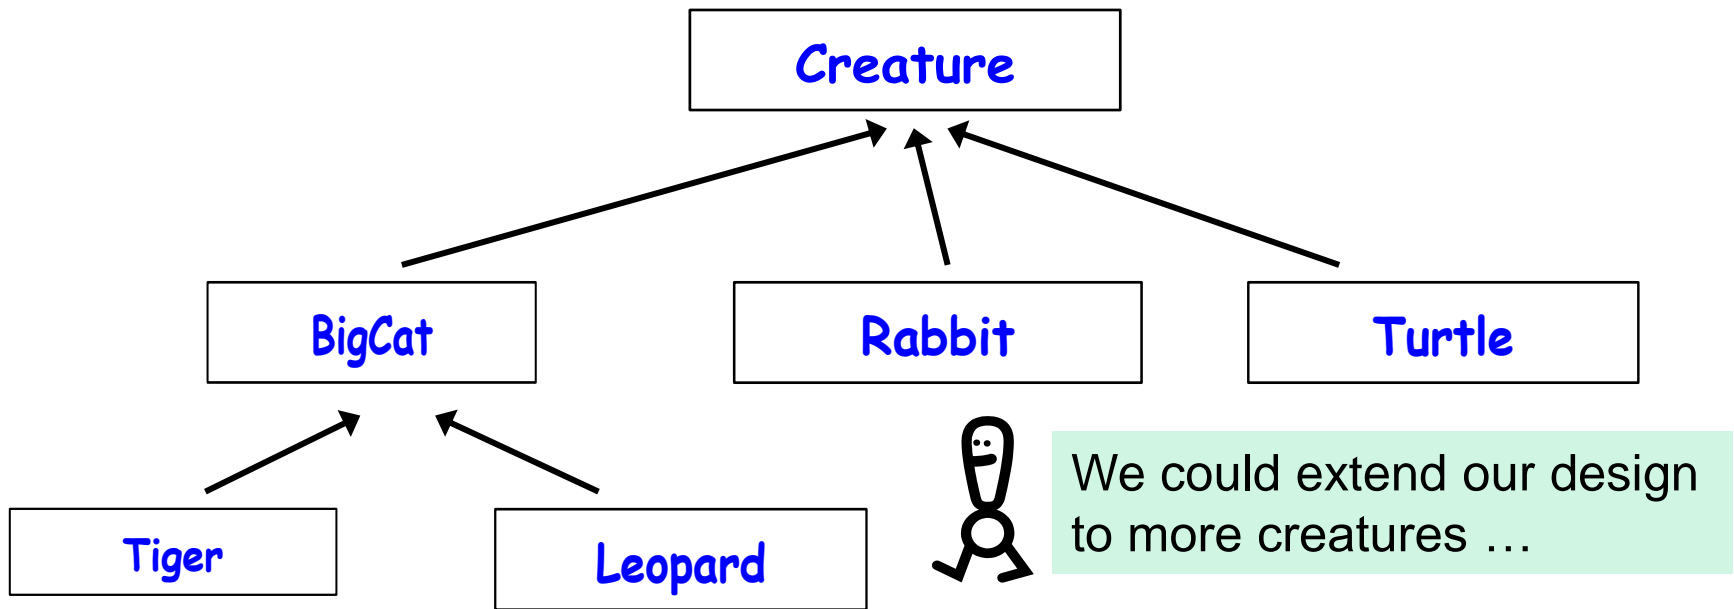 Creature
BigCat
Rabbit
Turtle
Tiger
Leopard
We could extend our design
to more creatures …